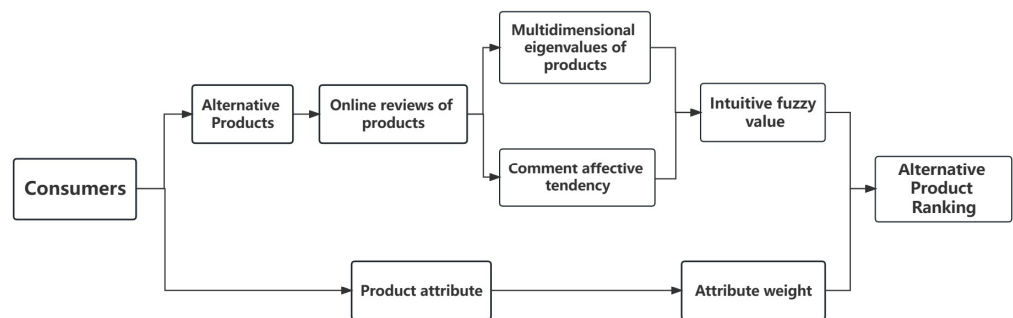 Consumers
Alternative
Products
Online reviews of
products
Multidimensional
eigenvalues of
products
Comment affective
tendency
Intuitive fuzzy
value
Product attribute
Attribute weight
Alternative
Product
Ranking